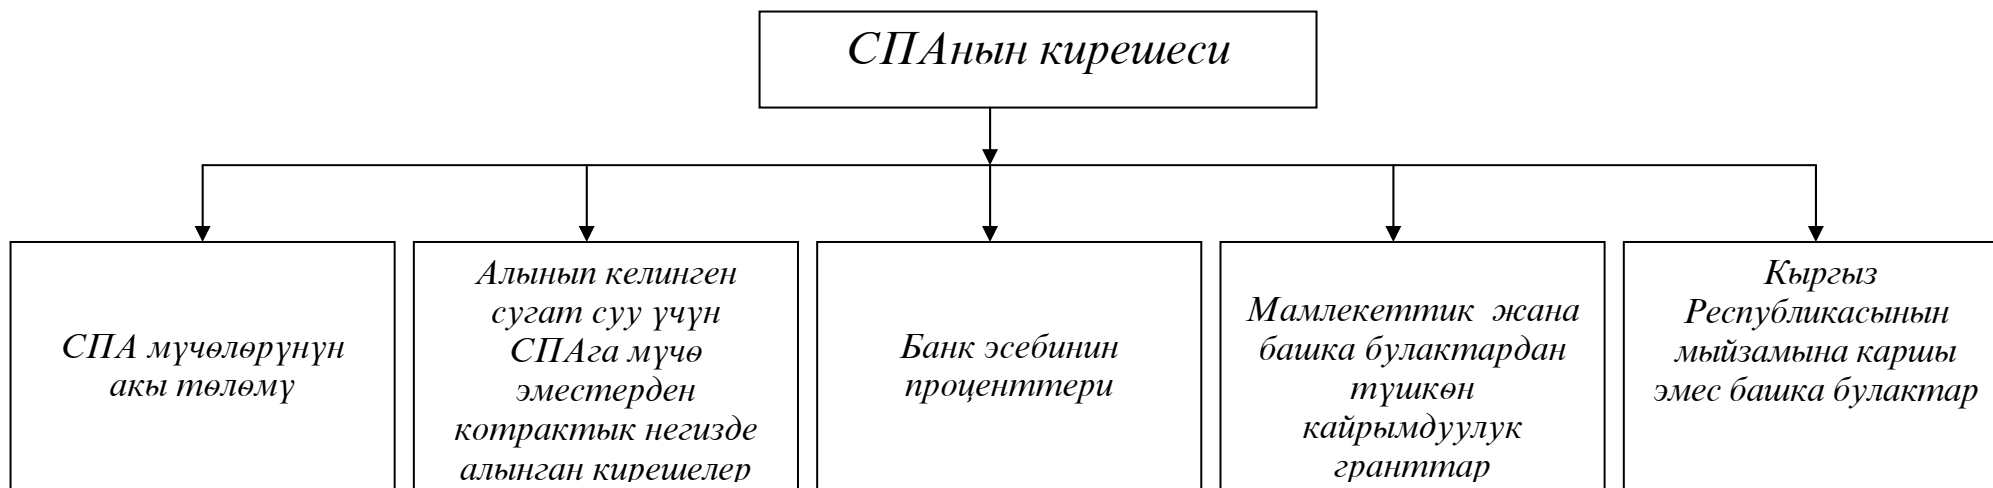 СПАнын кирешеси
СПА мүчөлөрүнүн
акы төлөмү
Алынып келинген
сугат суу үчүн
СПАга мүчө
эместерден
котрактык негизде
алынган кирешелер
Банк эсебинин
проценттери
Мамлекеттик жана
башка булактардан
түшкөн
кайрымдуулук
гранттар
Кыргыз
Республикасынын
мыйзамына каршы
эмес башка булактар